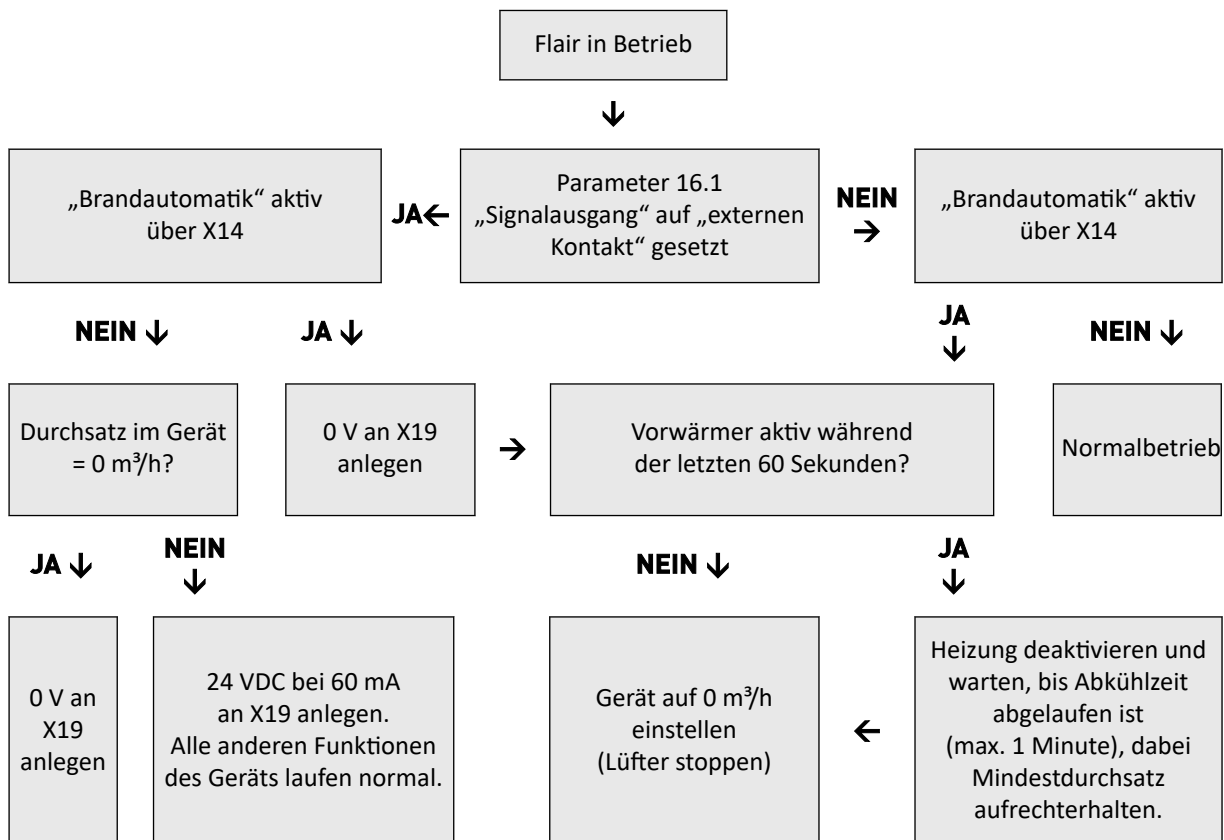 Flair in Betrieb
↓
„Brandautomatik“ aktiv
über X14
JA←
Parameter 16.1
„Signalausgang“ auf „externen
Kontakt“ gesetzt
NEIN
→
„Brandautomatik“ aktiv
über X14
NEIN ↓
JA ↓
JA
↓
NEIN ↓
Durchsatz im Gerät
= 0 m³/h?
0 V an X19
anlegen
→
Vorwärmer aktiv während
der letzten 60 Sekunden?
Normalbetrieb
JA ↓
NEIN
↓
NEIN ↓
JA
↓
0 V an
X19
anlegen
24 VDC bei 60 mA
an X19 anlegen.
Alle anderen Funktionen
des Geräts laufen normal.
Gerät auf 0 m³/h
einstellen
(Lüfter stoppen)
←
Heizung deaktivieren und
warten, bis Abkühlzeit
abgelaufen ist
(max. 1 Minute), dabei
Mindestdurchsatz
aufrechterhalten.